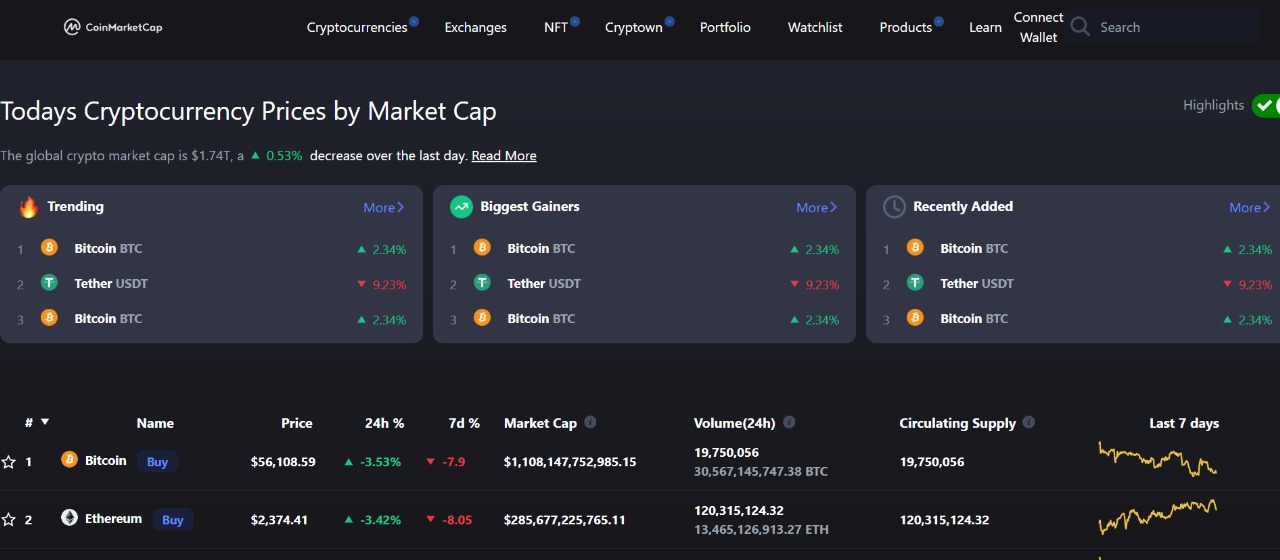 CoinMarketCap Cryptocurrencies Exchanges NFT Cryptown Portfolio Watchlist Products Learn Connect Wallet Search
Todays Cryptocurrency Prices by Market Cap Highlights
The global crypto market cap is $1.74T, a 0.53% decrease over the last day. Read More
Trending More
1 Bitcoin BTC 2.34%
2 Tether USDT 9.23%
3 Bitcoin BTC 2.34%
Biggest Gainers More
1 Bitcoin BTC 2.34%
2 Tether USDT 9.23%
3 Bitcoin BTC 2.34%
Recently Added More
1 Bitcoin BTC 2.34%
2 Tether USDT 9.23%
3 Bitcoin BTC 2.34%
# Name Price 24h % 7d % Market Cap Volume(24h) Circulating Supply Last 7 days
1 Bitcoin Buy $56,108.59 -3.53% -7.9 $1,108,147,752,985.15 19,750,056 19,750,056
30,567,145,747.38 BTC
2 Ethereum Buy $2,374.41 -3.42% -8.05 $285,677,225,765.11 120,315,124.32 120,315,124.32
13,465,126,913.27 ETH